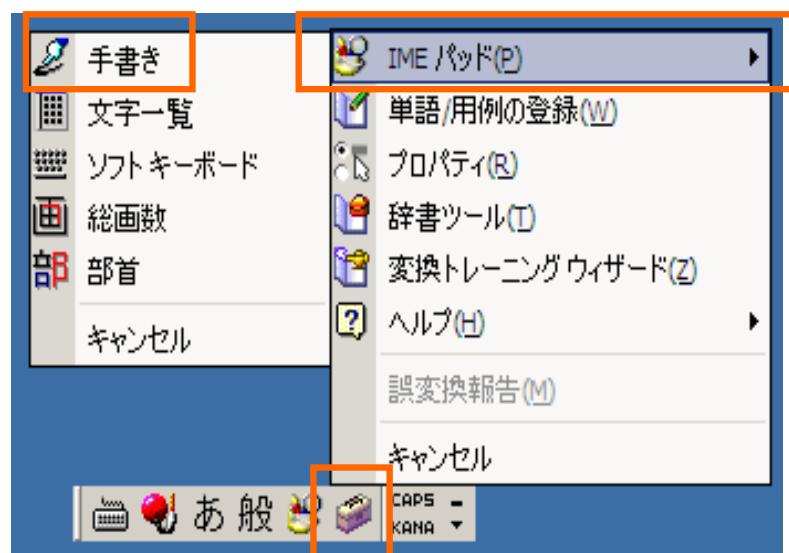 手書き
文字一覧
ソフト キーボード
総画数
部首
キャンセル
IME パッド(P)
単語/用例の登録(W)
プロパティ(R)
辞書ツール(T)
変換トレーニング ウィザード(Z)
ヘルプ(H)
誤変換報告(M)
キャンセル
あ 般
CAPS
KANA